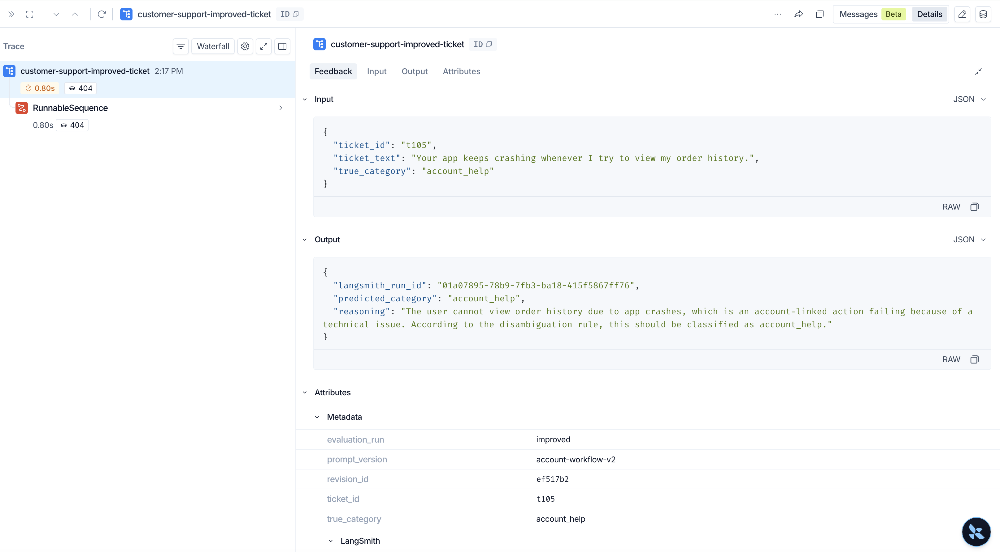 customer-support-improved-ticket ID
Messages Beta Details
Trace
Waterfall
customer-support-improved-ticket 2:17 PM
0.80s 404
RunnableSequence
0.80s 404
customer-support-improved-ticket ID
Feedback Input Output Attributes
Input JSON
{
"ticket_id": "t105",
"ticket_text": "Your app keeps crashing whenever I try to view my order history.",
"true_category": "account_help"
}
RAW
Output JSON
{
"langsmith_run_id": "01a07895-78b9-7fb3-ba18-415f5867ff76",
"predicted_category": "account_help",
"reasoning": "The user cannot view order history due to app crashes, which is an account-linked action failing because of a
technical issue. According to the disambiguation rule, this should be classified as account_help."
}
RAW
Attributes
Metadata
evaluation_run improved
prompt_version account-workflow-v2
revision_id ef517b2
ticket_id t105
true_category account_help
LangSmith